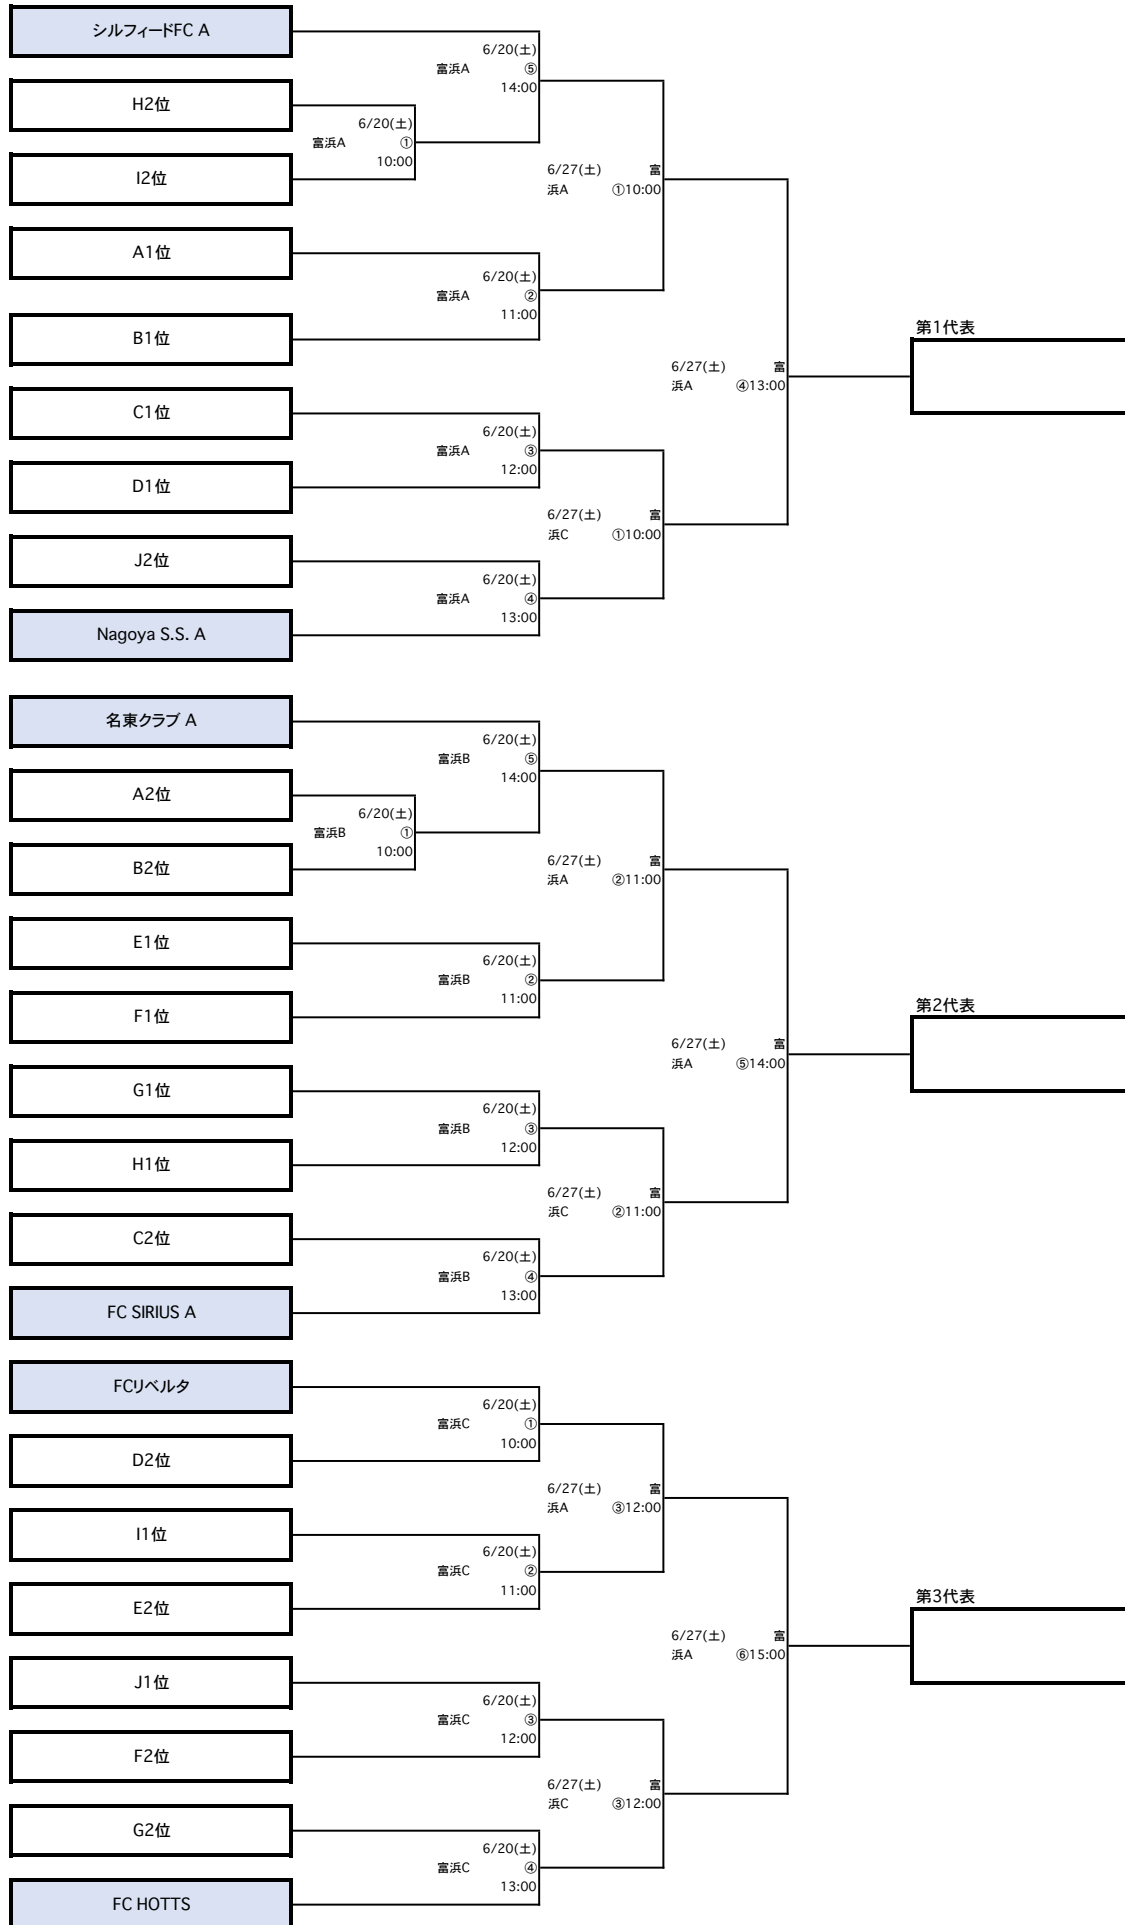 シルフィードFC A
6/20(土)
富浜A ⑤
14:00
H2位
6/20(土)
富浜A ①
10:00
I2位
6/27(土) 富
浜A ①10:00
A1位
6/20(土)
富浜A ②
11:00
B1位
第1代表
6/27(土) 富
浜A ④13:00
C1位
6/20(土)
富浜A ③
12:00
D1位
6/27(土) 富
浜C ①10:00
J2位
6/20(土)
富浜A ④
13:00
Nagoya S.S. A
名東クラブ A
6/20(土)
富浜B ⑤
14:00
A2位
6/20(土)
富浜B ①
10:00
B2位
6/27(土) 富
浜A ②11:00
E1位
6/20(土)
富浜B ②
11:00
F1位
第2代表
6/27(土) 富
浜A ⑤14:00
G1位
6/20(土)
富浜B ③
12:00
H1位
6/27(土) 富
浜C ②11:00
C2位
6/20(土)
富浜B ④
13:00
FC SIRIUS A
FCリベルタ
6/20(土)
富浜C ①
10:00
D2位
6/27(土) 富
浜A ③12:00
I1位
6/20(土)
富浜C ②
11:00
E2位
第3代表
6/27(土) 富
浜A ⑥15:00
J1位
6/20(土)
富浜C ③
12:00
F2位
6/27(土) 富
浜C ③12:00
G2位
6/20(土)
富浜C ④
13:00
FC HOTTS